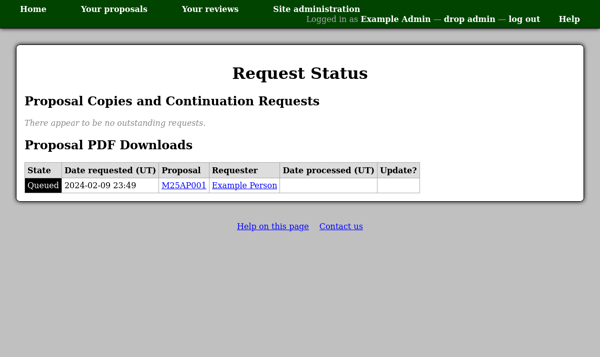 Home Your proposals Your reviews Site administration
Logged in as Example Admin — drop admin — log out Help
Request Status
Proposal Copies and Continuation Requests
There appear to be no outstanding requests.
Proposal PDF Downloads
State Date requested (UT) Proposal Requester Date processed (UT) Update?
Queued 2024-02-09 23:49 M25AP001 Example Person
Help on this page Contact us